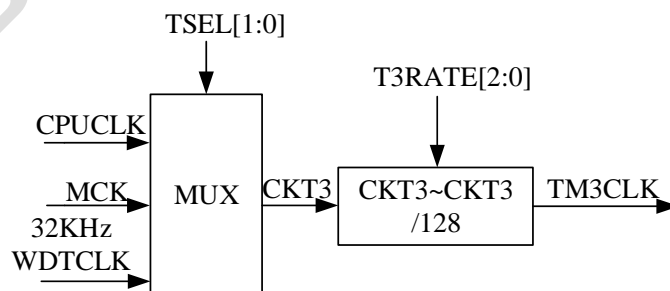 TSEL[1:0]
T3RATE[2:0]
CPUCLK
MCK
MUX
CKT3
CKT3~CKT3
/128
TM3CLK
32KHz
WDTCLK